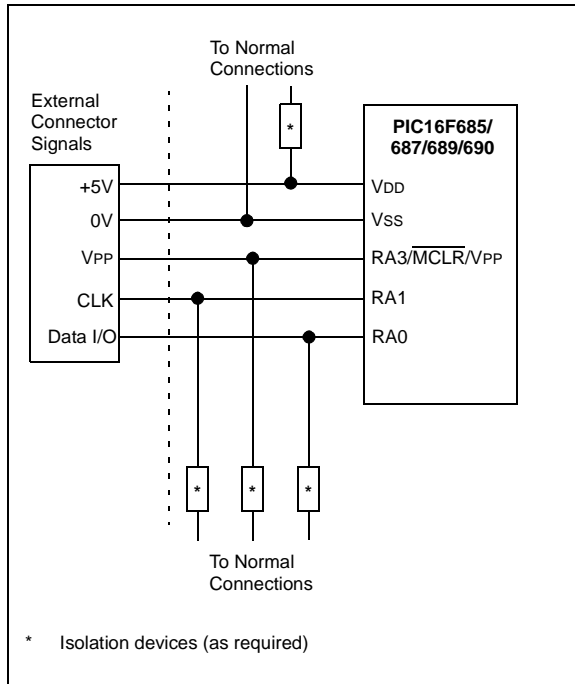 To Normal
Connections
External
Connector
Signals
*
PIC16F685/
687/689/690
+5V
VDD
0V
VSS
VPP
RA3/MCLR/VPP
CLK
RA1
Data I/O
RA0
*
*
*
To Normal
Connections
* Isolation devices (as required)